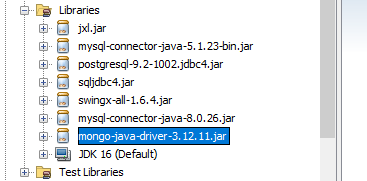 Libraries
jxl.jar
mysql-connector-java-5.1.23-bin.jar
postgresql-9.2-1002.jdbc4.jar
sqljdbc4.jar
swingx-all-1.6.4.jar
mysql-connector-java-8.0.26.jar
mongo-java-driver-3.12.11.jar
JDK 16 (Default)
Test Libraries